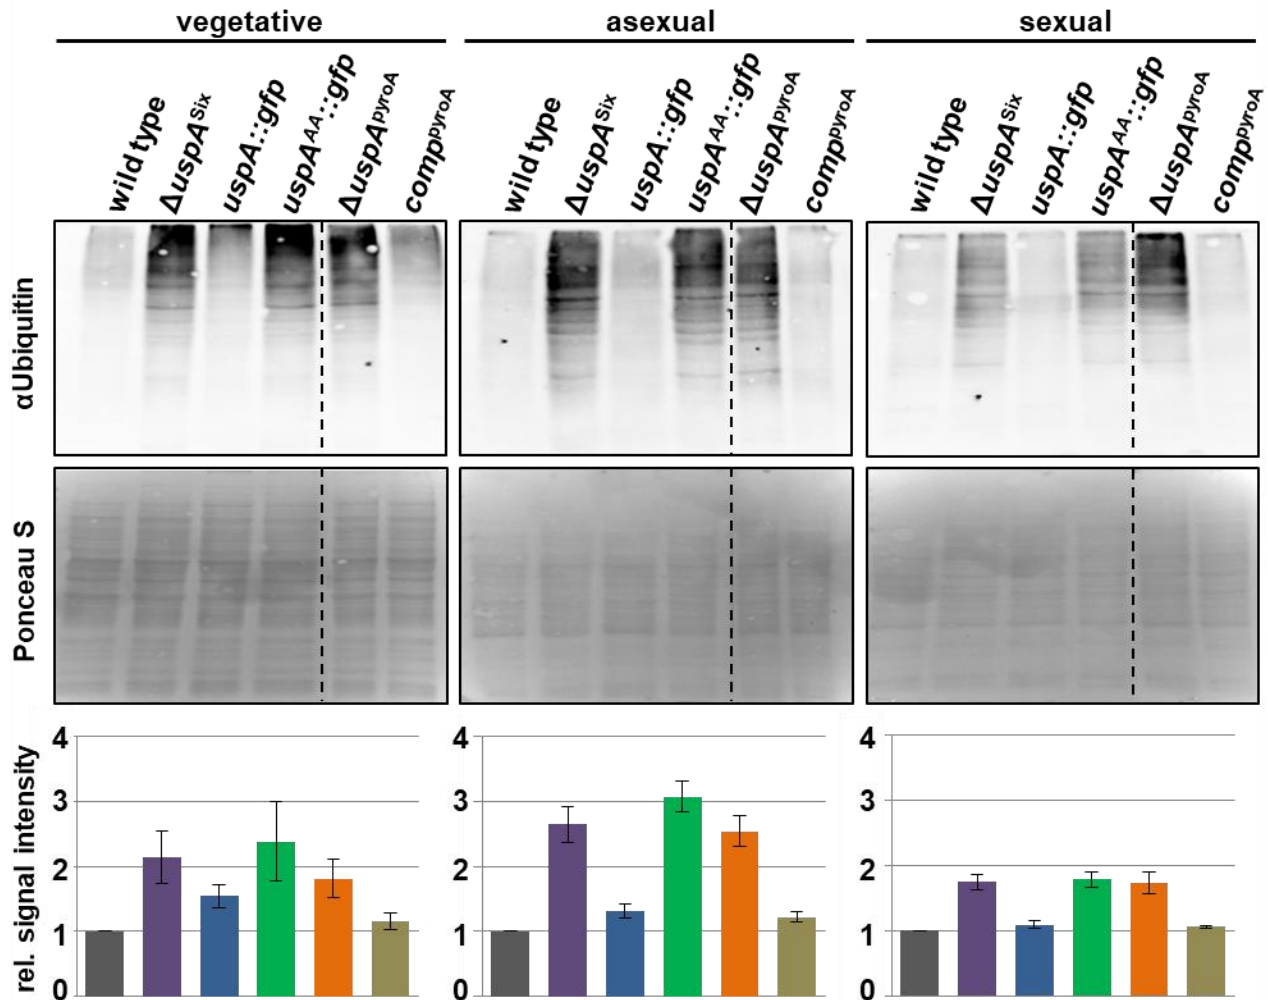 vegetative asexual sexual
wild type ΔuspA^Six uspA::gfp uspA^AA::gfp ΔuspA^pyroA comp^pyroA wild type ΔuspA^Six uspA::gfp uspA^AA::gfp ΔuspA^pyroA comp^pyroA wild type ΔuspA^Six uspA::gfp uspA^AA::gfp ΔuspA^pyroA comp^pyroA
αUbiquitin
Ponceau S
rel. signal intensity
4 4 4
3 3 3
2 2 2
1 1 1
0 0 0